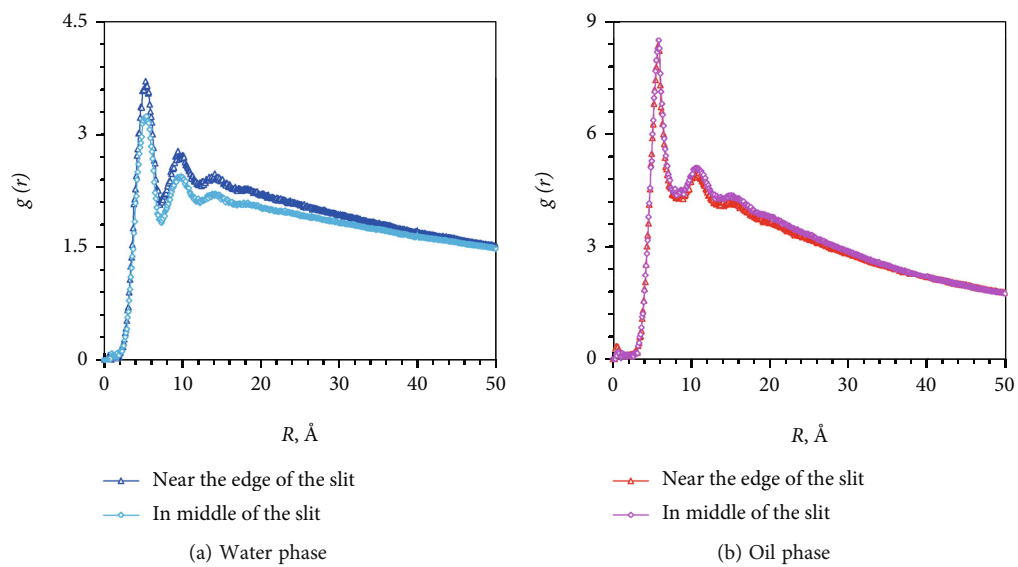 4.5
3
1.5
0
g (r)
0
10
20
30
40
50
R, Å
Near the edge of the slit
In middle of the slit
(a) Water phase
9
6
3
0
g (r)
0
10
20
30
40
50
R, Å
Near the edge of the slit
In middle of the slit
(b) Oil phase